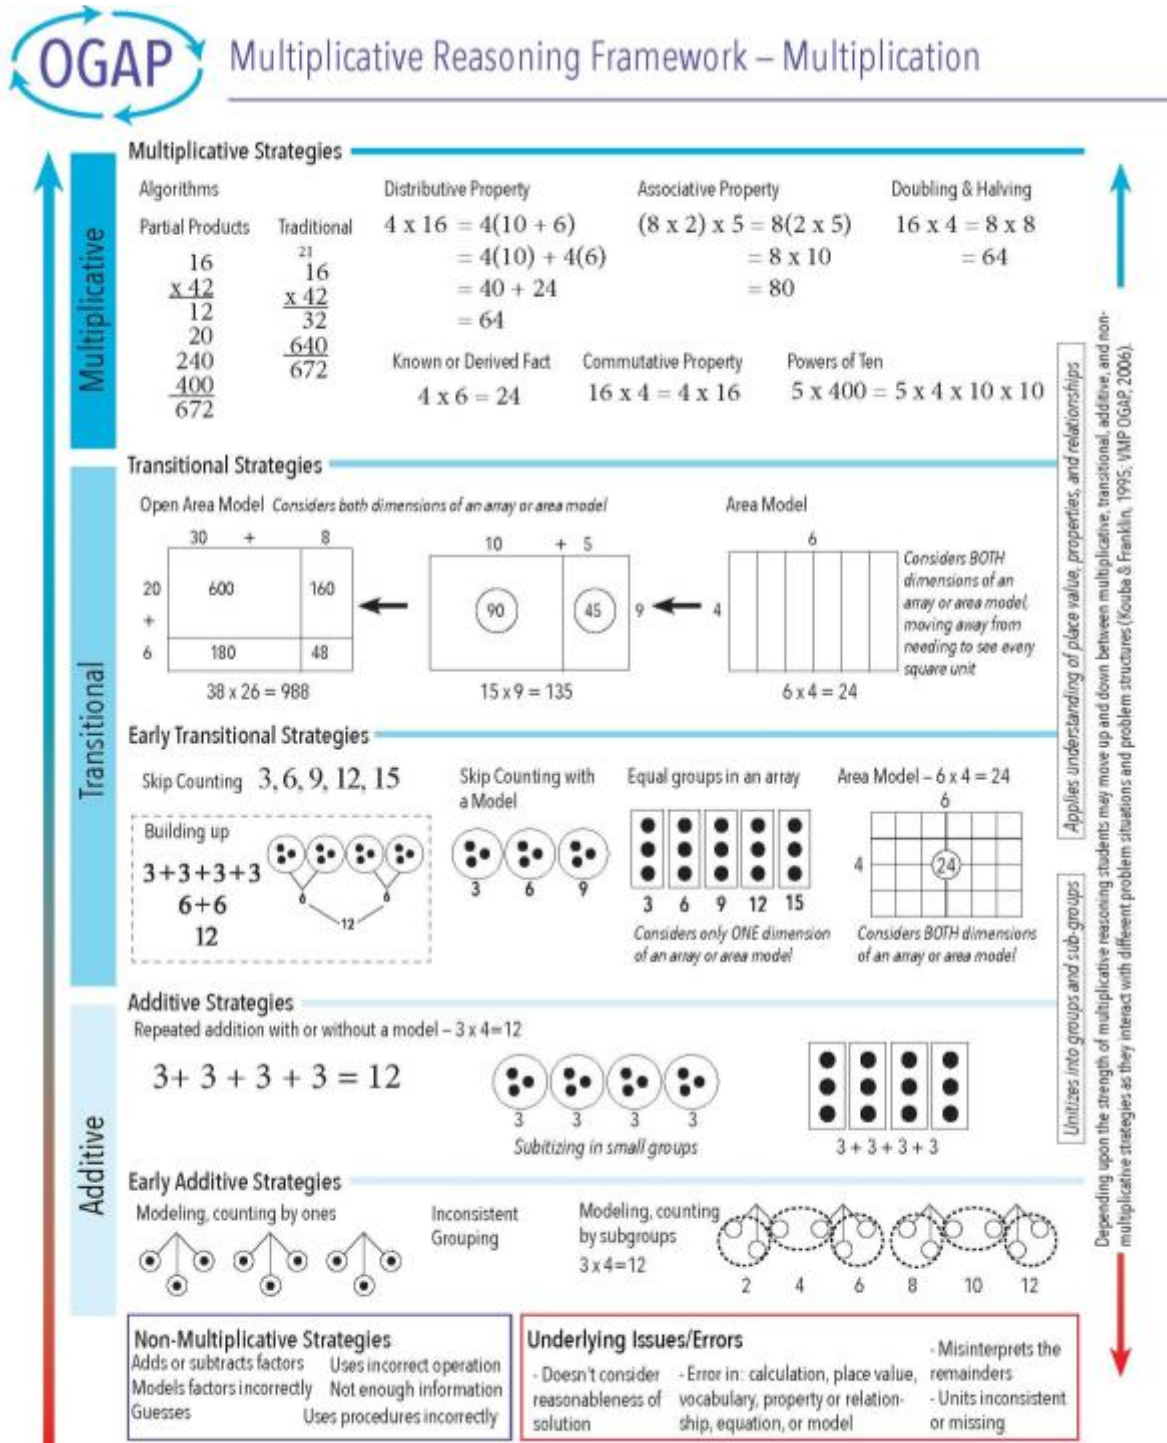 OGAP
Multiplicative Reasoning Framework – Multiplication
Multiplicative
Multiplicative Strategies
Algorithms
Partial Products
16
x 42
12
20
240
400
672
Traditional
21
16
x 42
32
640
672
Distributive Property
4 x 16 = 4(10 + 6)
= 4(10) + 4(6)
= 40 + 24
= 64
Associative Property
(8 x 2) x 5 = 8(2 x 5)
= 8 x 10
= 80
Doubling & Halving
16 x 4 = 8 x 8
= 64
Known or Derived Fact
4 x 6 = 24
Commutative Property
16 x 4 = 4 x 16
Powers of Ten
5 x 400 = 5 x 4 x 10 x 10
Transitional
Transitional Strategies
Open Area Model Considers both dimensions of an array or area model
30 + 8
20 600 160
+
6 180 48
38 x 26 = 988
10 + 5
90 45 9
15 x 9 = 135
Area Model
6
4
6 x 4 = 24
Considers BOTH
dimensions of an
array or area model,
moving away from
needing to see every
square unit
Early Transitional Strategies
Skip Counting 3, 6, 9, 12, 15
Building up
3+3+3+3
6+6
12
6 6
12
Skip Counting with
a Model
3 6 9
Equal groups in an array
3 6 9 12 15
Considers only ONE dimension
of an array or area model
Area Model – 6 x 4 = 24
6
4
24
Considers BOTH dimensions
of an array or area model
Additive
Additive Strategies
Repeated addition with or without a model – 3 x 4=12
3+ 3 + 3 + 3 = 12
3 3 3 3
Subitizing in small groups
3 + 3 + 3 + 3
Early Additive Strategies
Modeling, counting by ones
Inconsistent
Grouping
Modeling, counting
by subgroups
3 x 4=12
2 4 6 8 10 12
Non-Multiplicative Strategies
Adds or subtracts factors
Models factors incorrectly
Guesses
Uses incorrect operation
Not enough information
Uses procedures incorrectly
Underlying Issues/Errors
- Doesn't consider
reasonableness of
solution
- Error in: calculation, place value,
vocabulary, property or relation-
ship, equation, or model
- Misinterprets the
remainders
- Units inconsistent
or missing
Applies understanding of place value, properties, and relationships
Unitizes into groups and sub-groups
Depending upon the strength of multiplicative reasoning students may move up and down between multiplicative, transitional, additive, and non-
multiplicative strategies as they interact with different problem situations and problem structures (Kouba & Franklin, 1995; VMP OGAP, 2006).